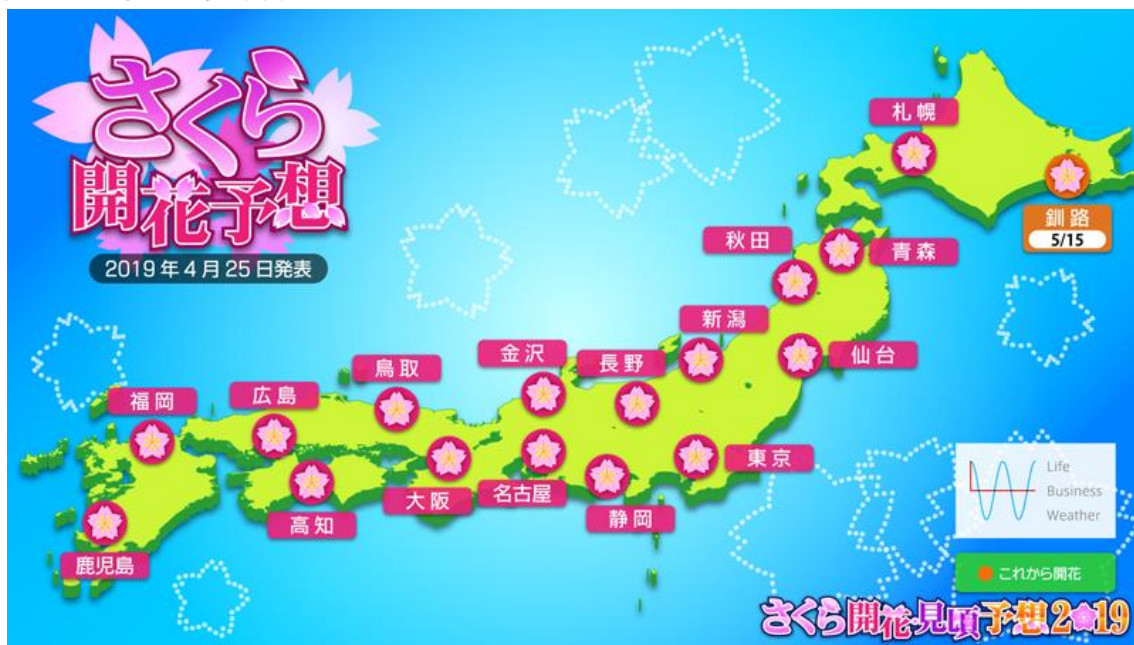 さくら
開花予想
2019年4月25日発表
札幌
釧路
5/15
秋田
青森
新潟
仙台
金沢
長野
鳥取
福岡
広島
東京
大阪
名古屋
静岡
高知
鹿児島
Life
Business
Weather
これから開花
さくら開花・見頃予想2019